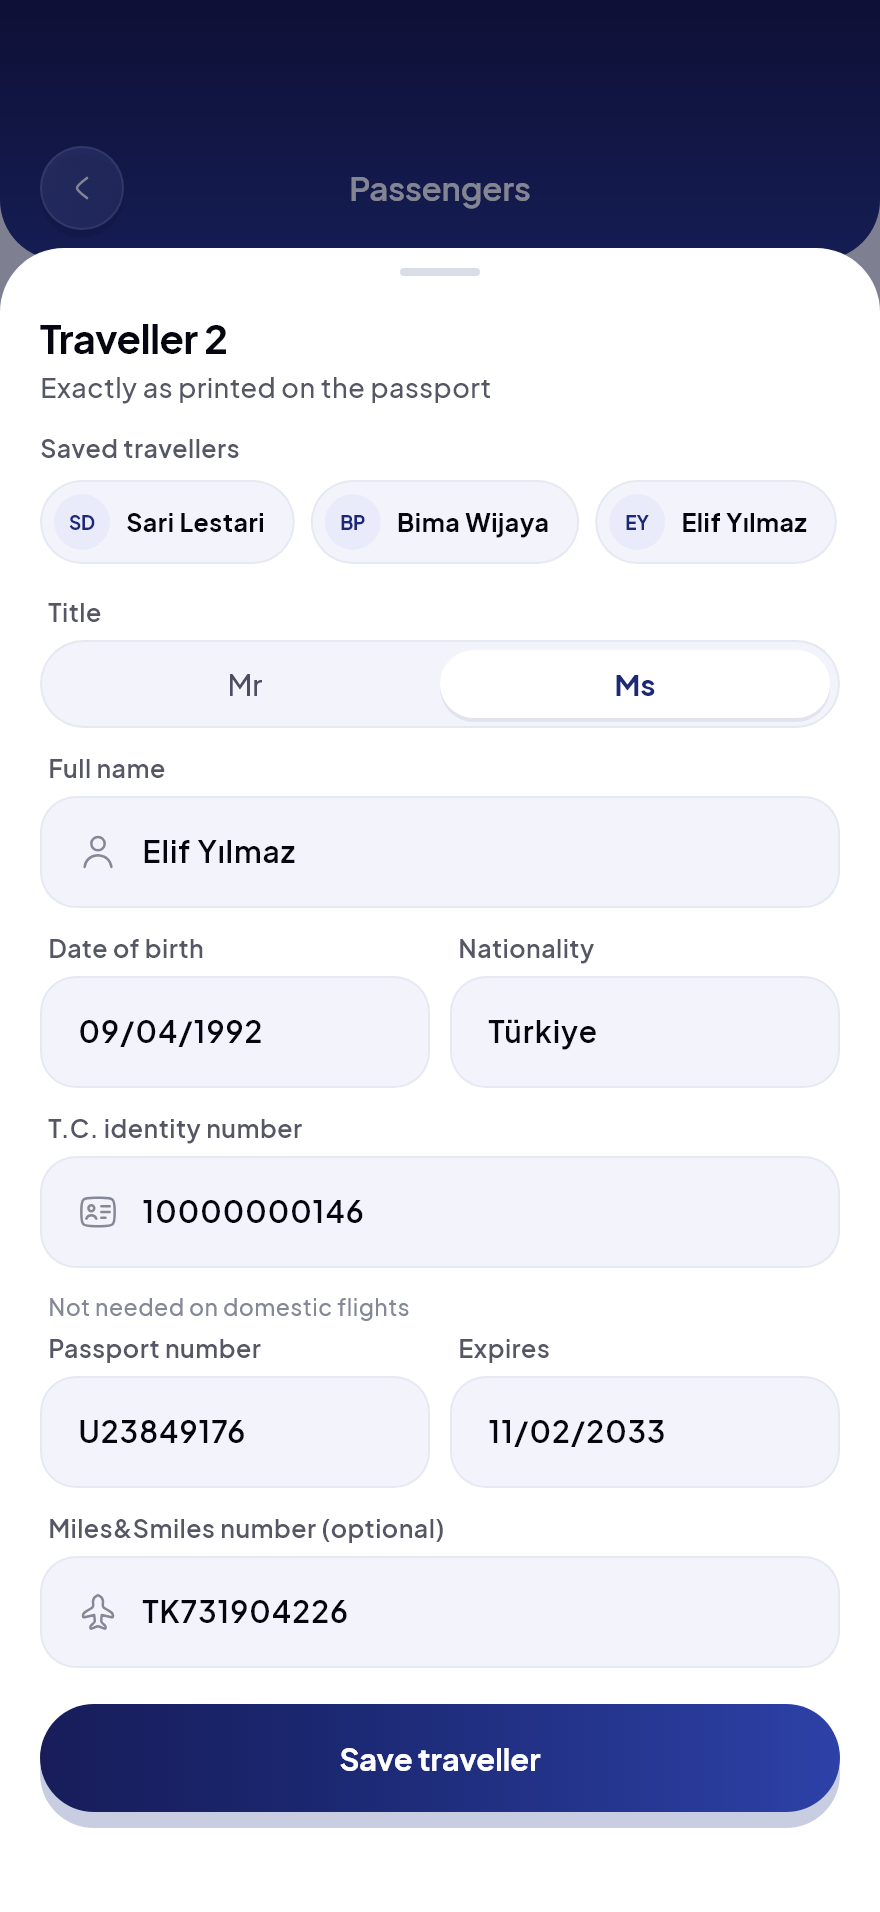 Passengers
Traveller 2
Exactly as printed on the passport
Saved travellers
SD Sari Lestari BP Bima Wijaya EY Elif Yılmaz
Title
Mr Ms
Full name
Elif Yılmaz
Date of birth Nationality
09/04/1992 Türkiye
T.C. identity number
10000000146
Not needed on domestic flights
Passport number Expires
U23849176 11/02/2033
Miles&Smiles number (optional)
TK731904226
Save traveller